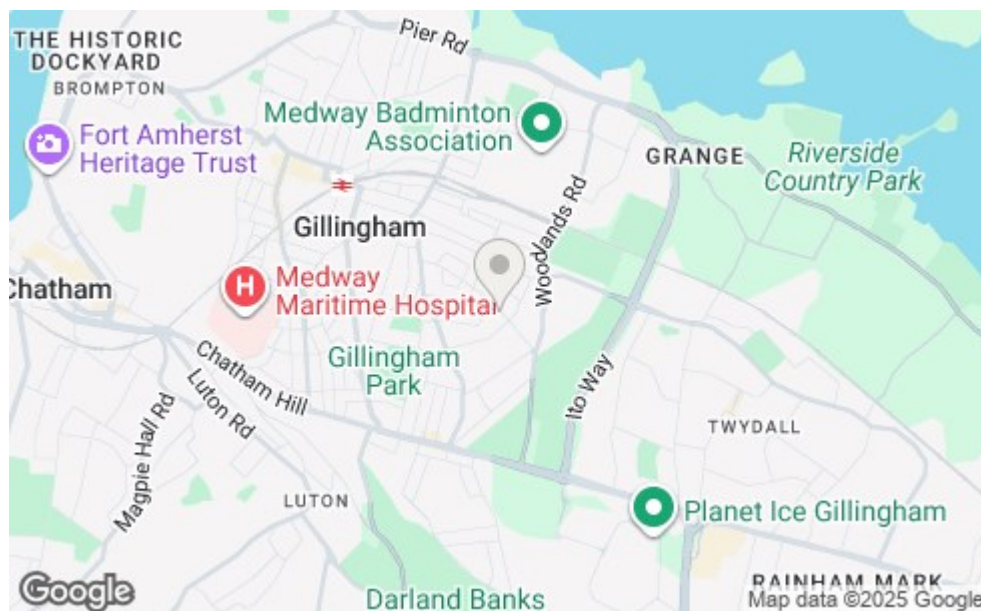 Pier Rd
THE HISTORIC
DOCKYARD
BROMPTON
Medway Badminton
Association
Fort Amherst
Heritage Trust
GRANGE
Riverside
Country Park
Woodlands Rd
Gillingham
Medway
Maritime Hospital
H
Chatham
Gillingham
Park
Chatham Hill
Luton Rd
Ito Way
Magpie Hall Rd
TWYDALL
LUTON
Planet Ice Gillingham
Google
Darland Banks
RAINHAM MARK
Map data ©2025 Google